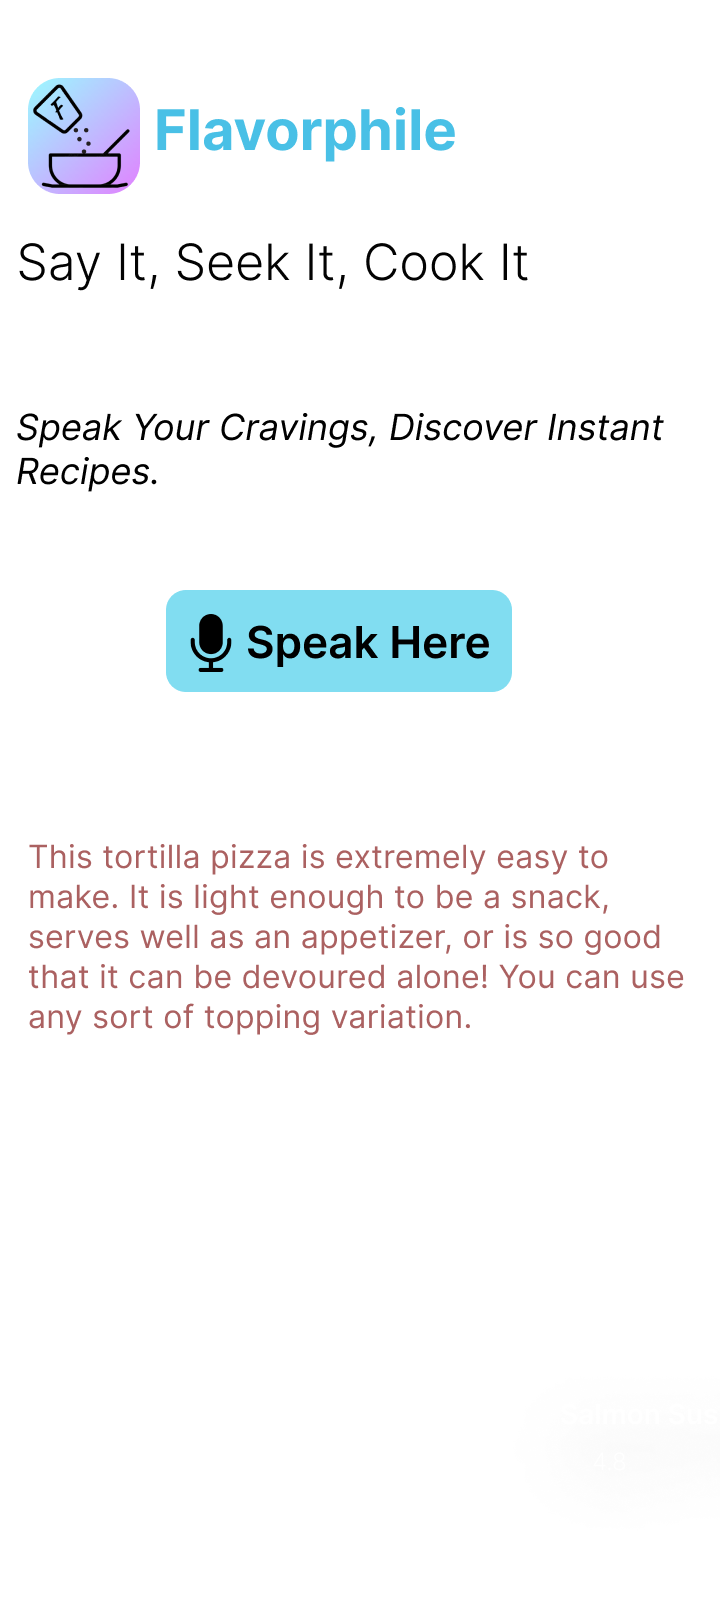 Flavorphile
Say It, Seek It, Cook It
Speak Your Cravings, Discover Instant
Recipes.
Speak Here
This tortilla pizza is extremely easy to
make. It is light enough to be a snack,
serves well as an appetizer, or is so good
that it can be devoured alone! You can use
any sort of topping variation.